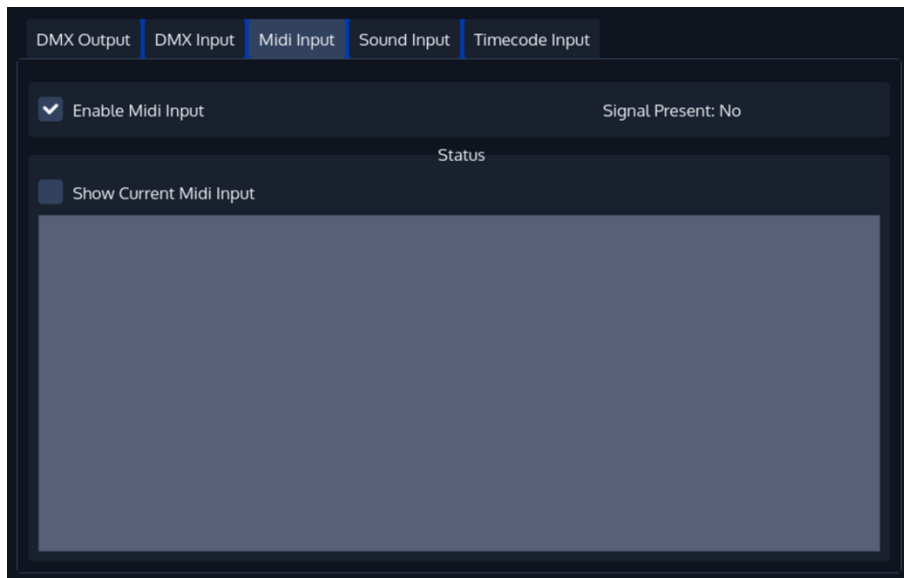 DMX Output DMX Input Midi Input Sound Input Timecode Input
Enable Midi Input Signal Present: No
Status
Show Current Midi Input